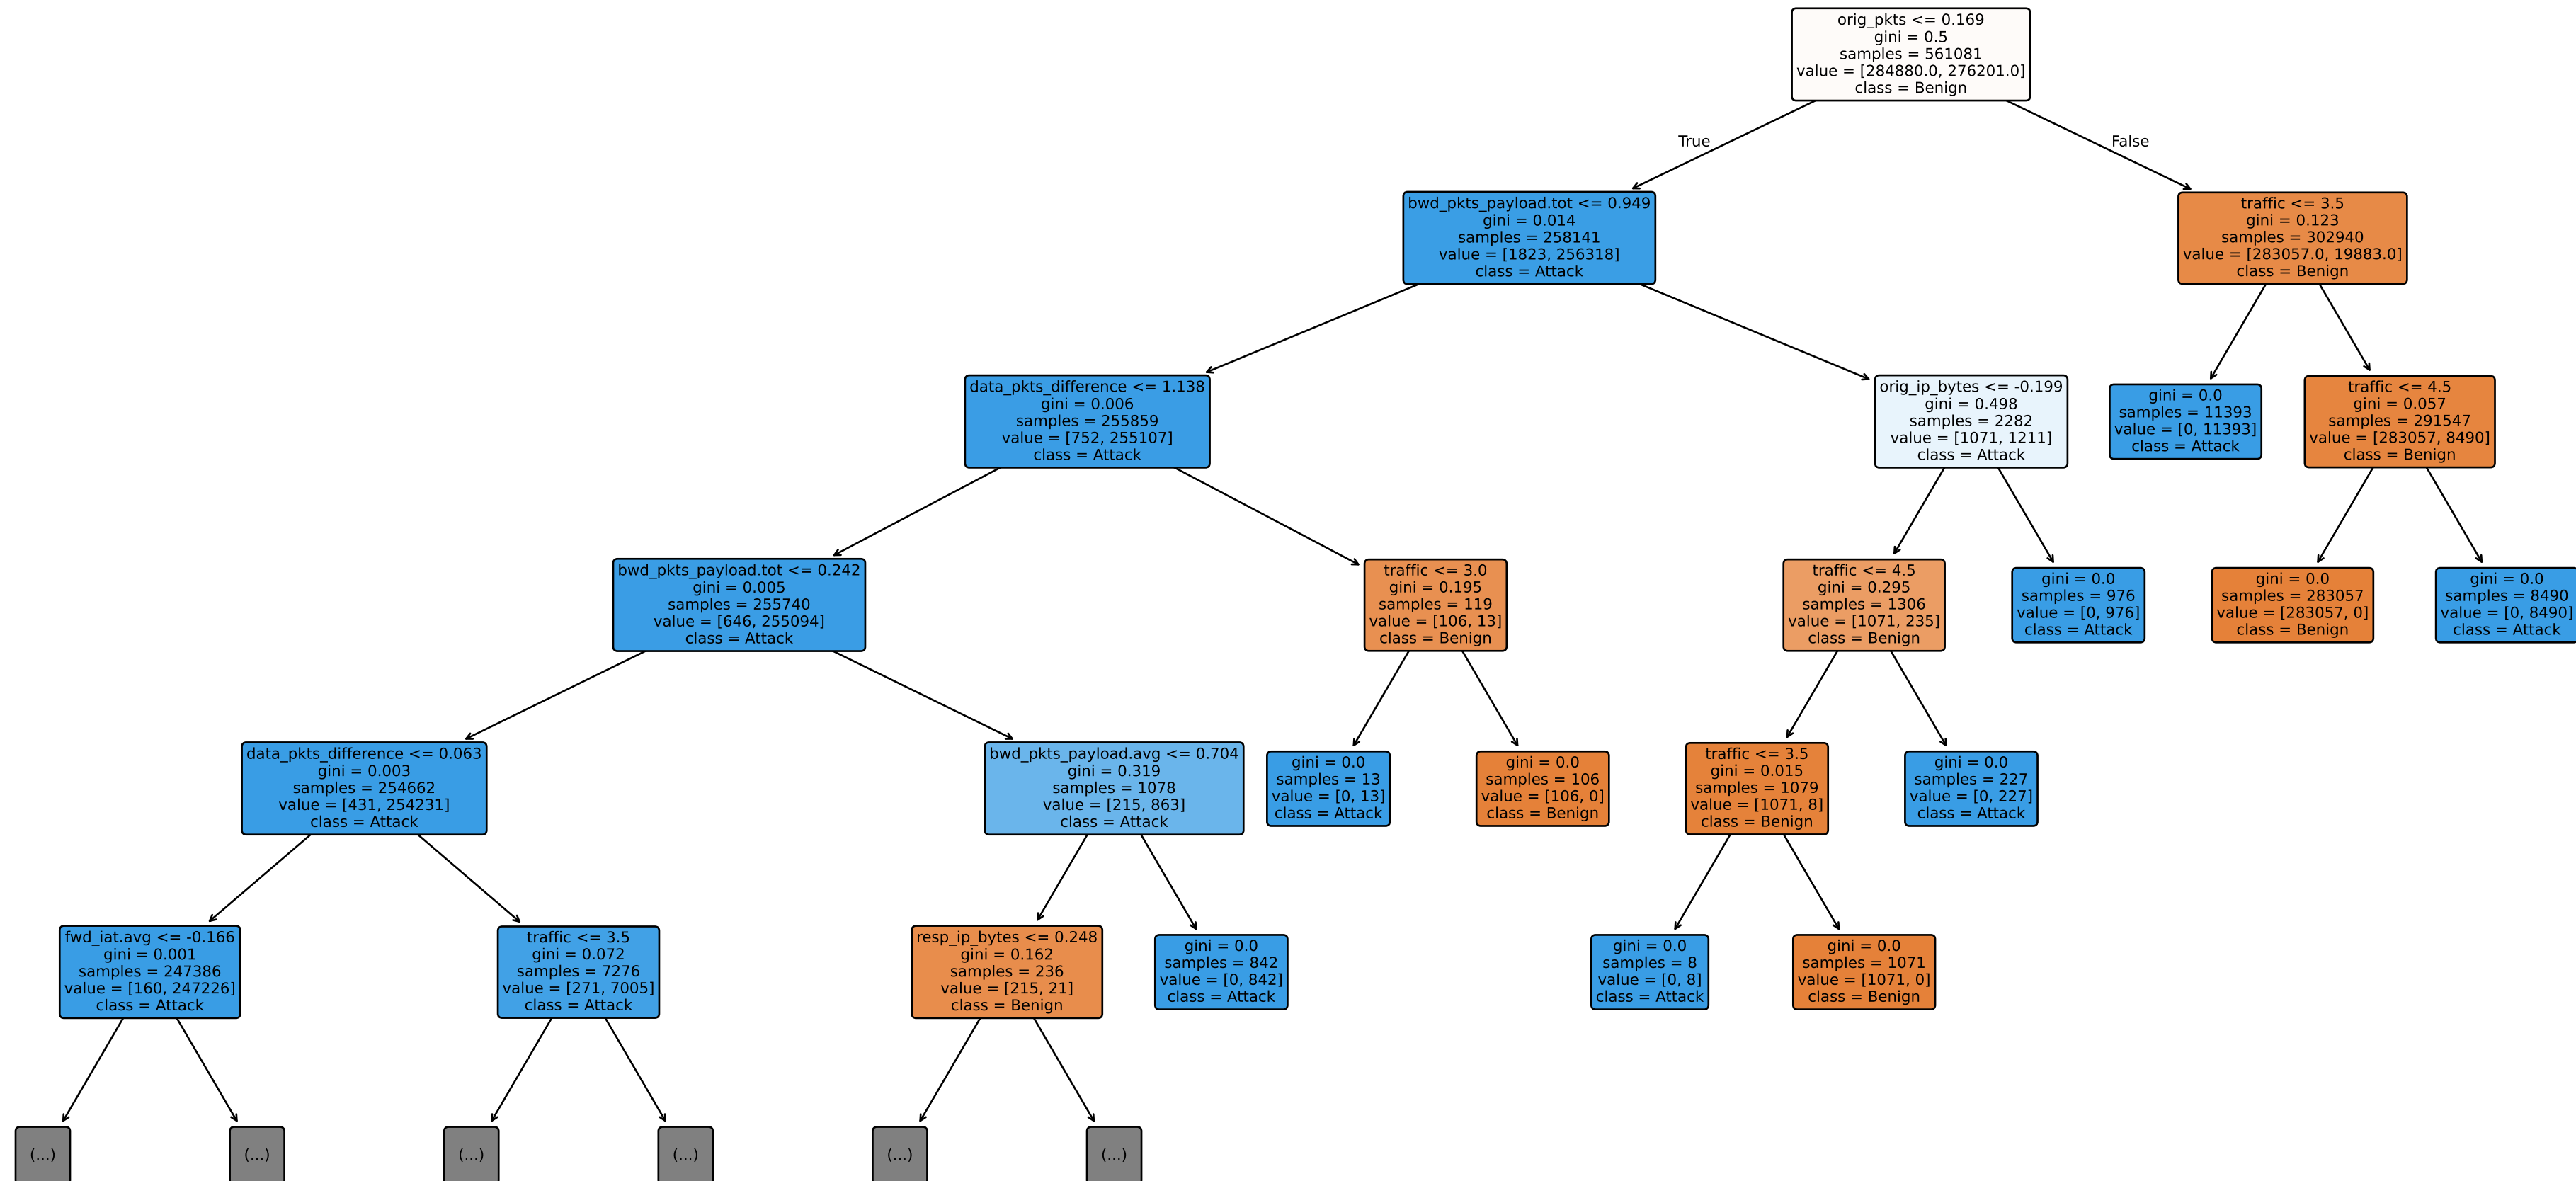 orig_pkts <= 0.169
gini = 0.5
samples = 561081
value = [284880.0, 276201.0]
class = Benign
True
False
bwd_pkts_payload.tot <= 0.949
gini = 0.014
samples = 258141
value = [1823, 256318]
class = Attack
traffic <= 3.5
gini = 0.123
samples = 302940
value = [283057.0, 19883.0]
class = Benign
data_pkts_difference <= 1.138
gini = 0.006
samples = 255859
value = [752, 255107]
class = Attack
orig_ip_bytes <= -0.199
gini = 0.498
samples = 2282
value = [1071, 1211]
class = Attack
gini = 0.0
samples = 11393
value = [0, 11393]
class = Attack
traffic <= 4.5
gini = 0.057
samples = 291547
value = [283057, 8490]
class = Benign
bwd_pkts_payload.tot <= 0.242
gini = 0.005
samples = 255740
value = [646, 255094]
class = Attack
traffic <= 3.0
gini = 0.195
samples = 119
value = [106, 13]
class = Benign
traffic <= 4.5
gini = 0.295
samples = 1306
value = [1071, 235]
class = Benign
gini = 0.0
samples = 976
value = [0, 976]
class = Attack
gini = 0.0
samples = 283057
value = [283057, 0]
class = Benign
gini = 0.0
samples = 8490
value = [0, 8490]
class = Attack
data_pkts_difference <= 0.063
gini = 0.003
samples = 254662
value = [431, 254231]
class = Attack
bwd_pkts_payload.avg <= 0.704
gini = 0.319
samples = 1078
value = [215, 863]
class = Attack
gini = 0.0
samples = 13
value = [0, 13]
class = Attack
gini = 0.0
samples = 106
value = [106, 0]
class = Benign
traffic <= 3.5
gini = 0.015
samples = 1079
value = [1071, 8]
class = Benign
gini = 0.0
samples = 227
value = [0, 227]
class = Attack
fwd_iat.avg <= -0.166
gini = 0.001
samples = 247386
value = [160, 247226]
class = Attack
traffic <= 3.5
gini = 0.072
samples = 7276
value = [271, 7005]
class = Attack
resp_ip_bytes <= 0.248
gini = 0.162
samples = 236
value = [215, 21]
class = Benign
gini = 0.0
samples = 842
value = [0, 842]
class = Attack
gini = 0.0
samples = 8
value = [0, 8]
class = Attack
gini = 0.0
samples = 1071
value = [1071, 0]
class = Benign
(...)
(...)
(...)
(...)
(...)
(...)